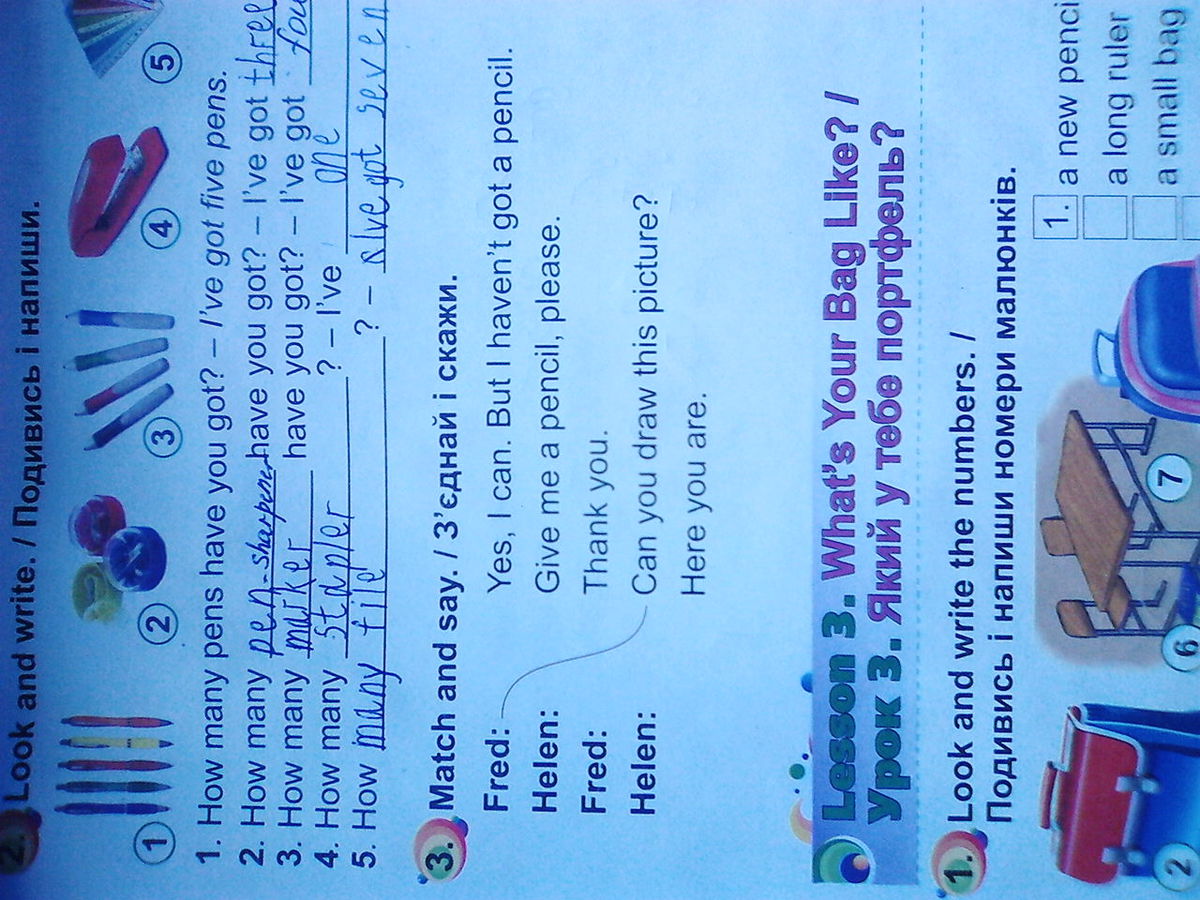 2. Look and write. / Подивись і напиши.
1 2 3 4 5
1. How many pens have you got? – I've got five pens.
2. How many pen-sharpener have you got? – I've got three
3. How many marker have you got? – I've got fou
4. How many stapler ? – I've one
5. How many file ? – I've got seven
3. Match and say. / З'єднай і скажи.
Fred: Yes, I can. But I haven't got a pencil.
Helen: Give me a pencil, please.
Fred: Thank you.
Helen: Can you draw this picture?
Here you are.
Lesson 3. What's Your Bag Like? /
Урок 3. Який у тебе портфель?
1. Look and write the numbers. /
Подивись і напиши номери малюнків.
1. a new penci
a long ruler
a small bag
2 6 7